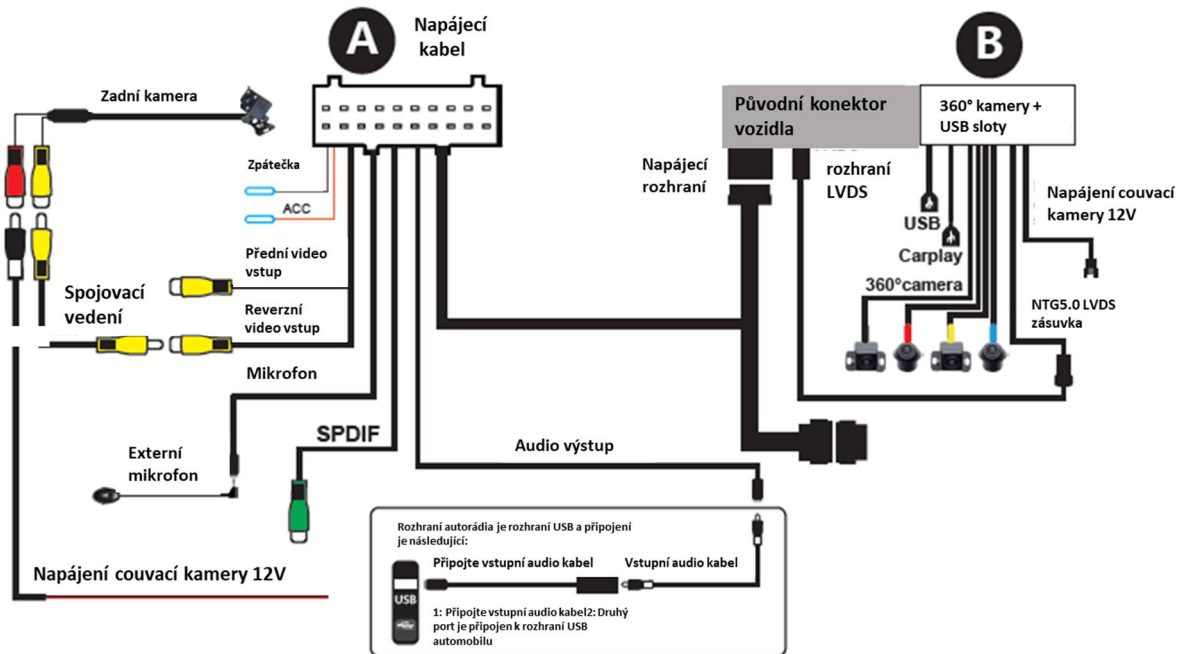 A
Napájecí
kabel
B
Zadní kamera
Zpátečka
ACC
Přední video
vstup
Spojovací
vedení
Reverzní
video vstup
Mikrofon
Externí
mikrofon
SPDIF
Audio výstup
Napájení couvací kamery 12V
Původní konektor
vozidla
360° kamery +
USB sloty
Napájecí
rozhraní
rozhraní
LVDS
USB
Carplay
Napájení couvací
kamery 12V
360°camera
NTG5.0 LVDS
zásuvka
Rozhraní autorádia je rozhraní USB a připojení
je následující:
Připojte vstupní audio kabel
Vstupní audio kabel
USB
1: Připojte vstupní audio kabel2: Druhý
port je připojen k rozhraní USB
automobilu